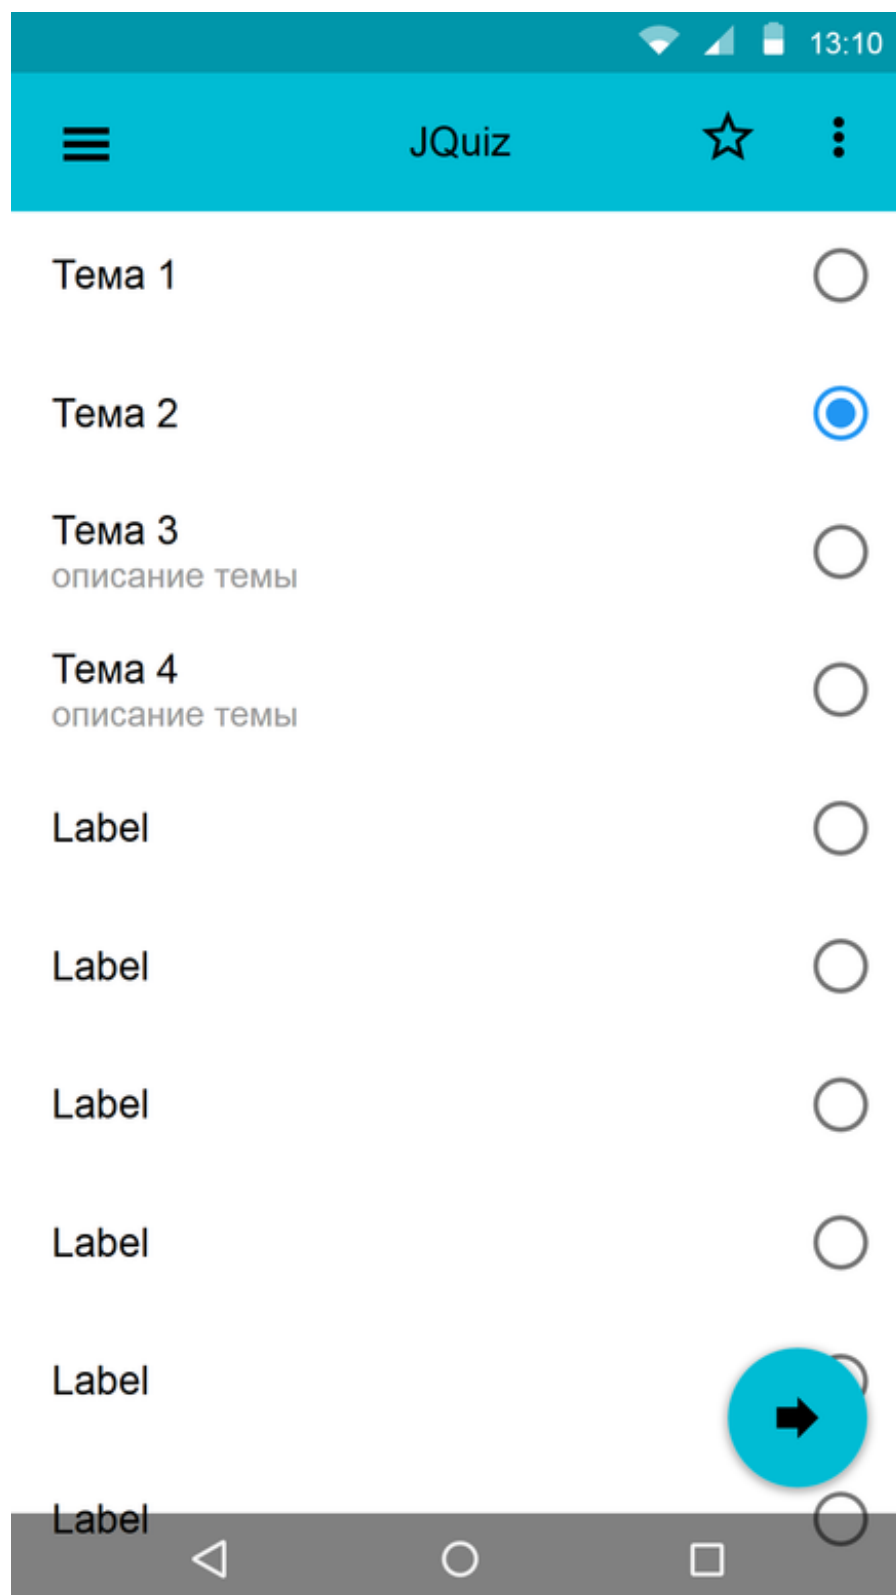 13:10
JQuiz
Тема 1
Тема 2
Тема 3
описание темы
Тема 4
описание темы
Label
Label
Label
Label
Label
Label